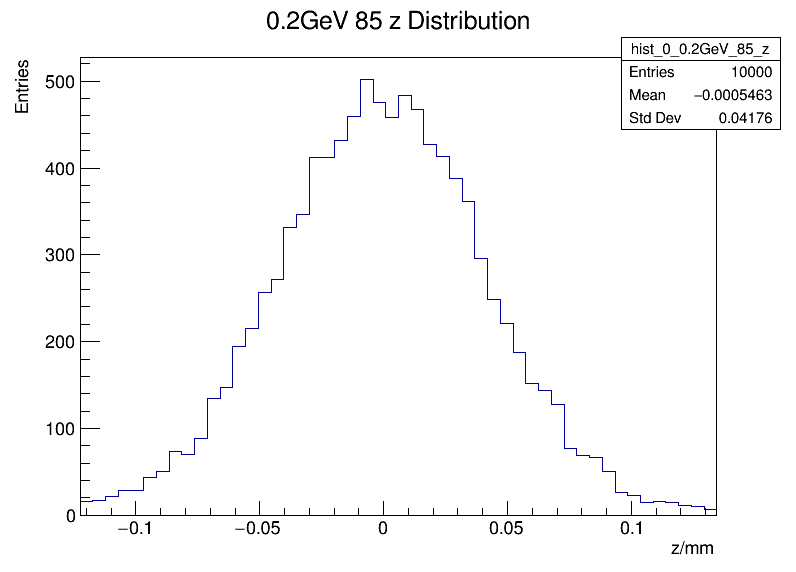 0.2GeV 85 z Distribution
hist_0_0.2GeV_85_z
Entries 10000
Mean −0.0005463
Std Dev 0.04176
Entries
500
400
300
200
100
0
−0.1 −0.05 0 0.05 0.1
z/mm